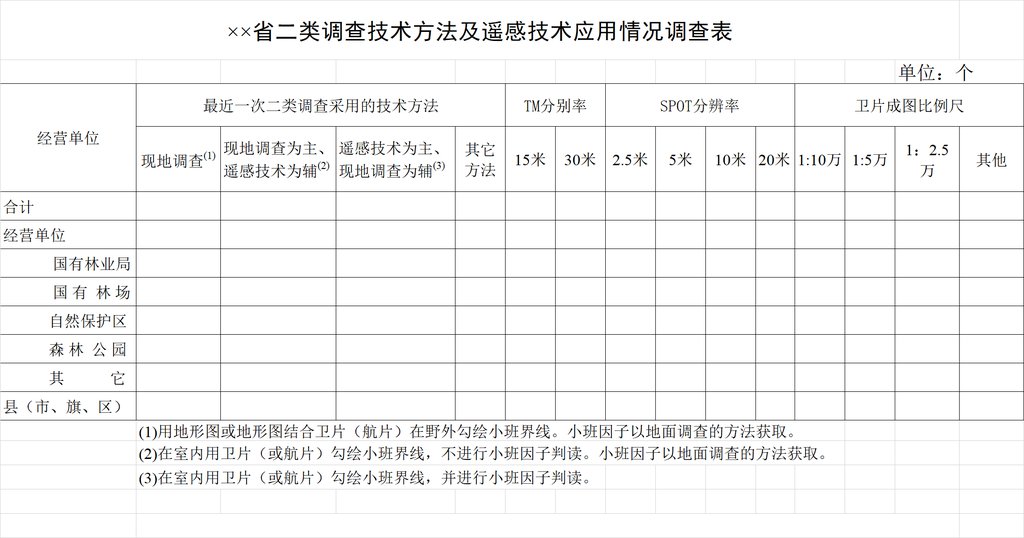 ××省二类调查技术方法及遥感技术应用情况调查表
单位：个
经营单位 最近一次二类调查采用的技术方法 TM分别率 SPOT分辨率 卫片成图比例尺
现地调查(1) 现地调查为主、遥感技术为辅(2) 遥感技术为主、现地调查为辅(3) 其它方法 15米 30米 2.5米 5米 10米 20米 1:10万 1:5万 1：2.5万 其他
合计
经营单位
国有林业局
国有 林场
自然保护区
森林 公园
其 它
县（市、旗、区）
(1)用地形图或地形图结合卫片（航片）在野外勾绘小班界线。小班因子以地面调查的方法获取。
(2)在室内用卫片（或航片）勾绘小班界线，不进行小班因子判读。小班因子以地面调查的方法获取。
(3)在室内用卫片（或航片）勾绘小班界线，并进行小班因子判读。